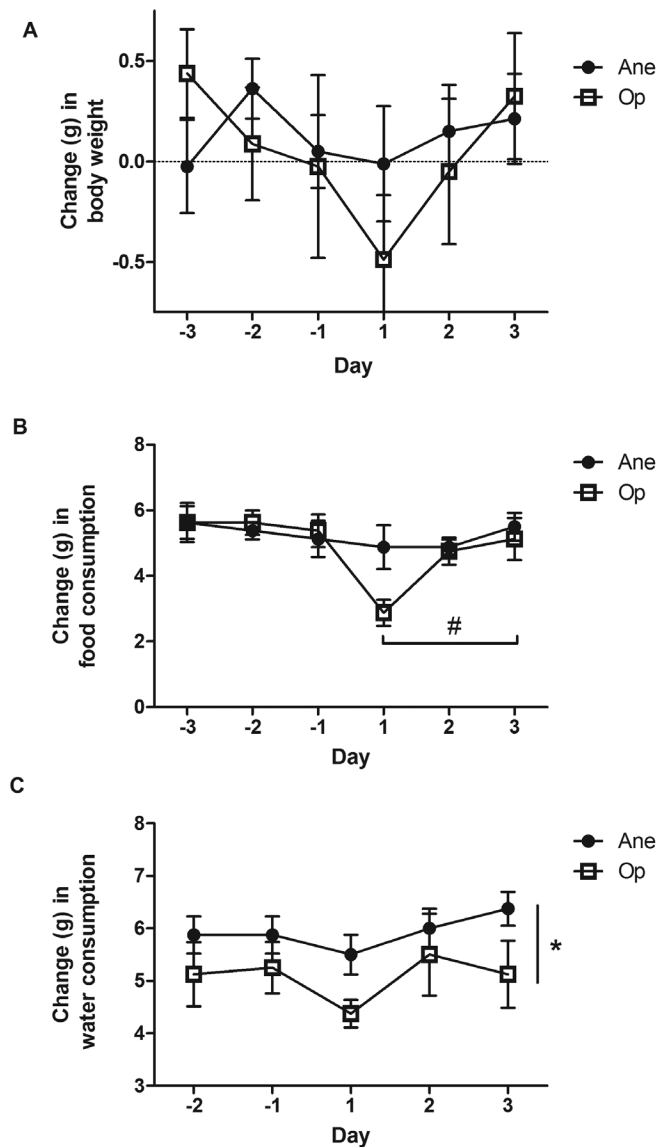 A
Change (g) in
body weight
0.5
0.0
-0.5
-3 -2 -1 1 2 3
Day
Ane
Op
B
Change (g) in
food consumption
8
6
4
2
0
#
-3 -2 -1 1 2 3
Day
Ane
Op
C
Change (g) in
water consumption
8
7
6
5
4
3
*
-2 -1 1 2 3
Day
Ane
Op